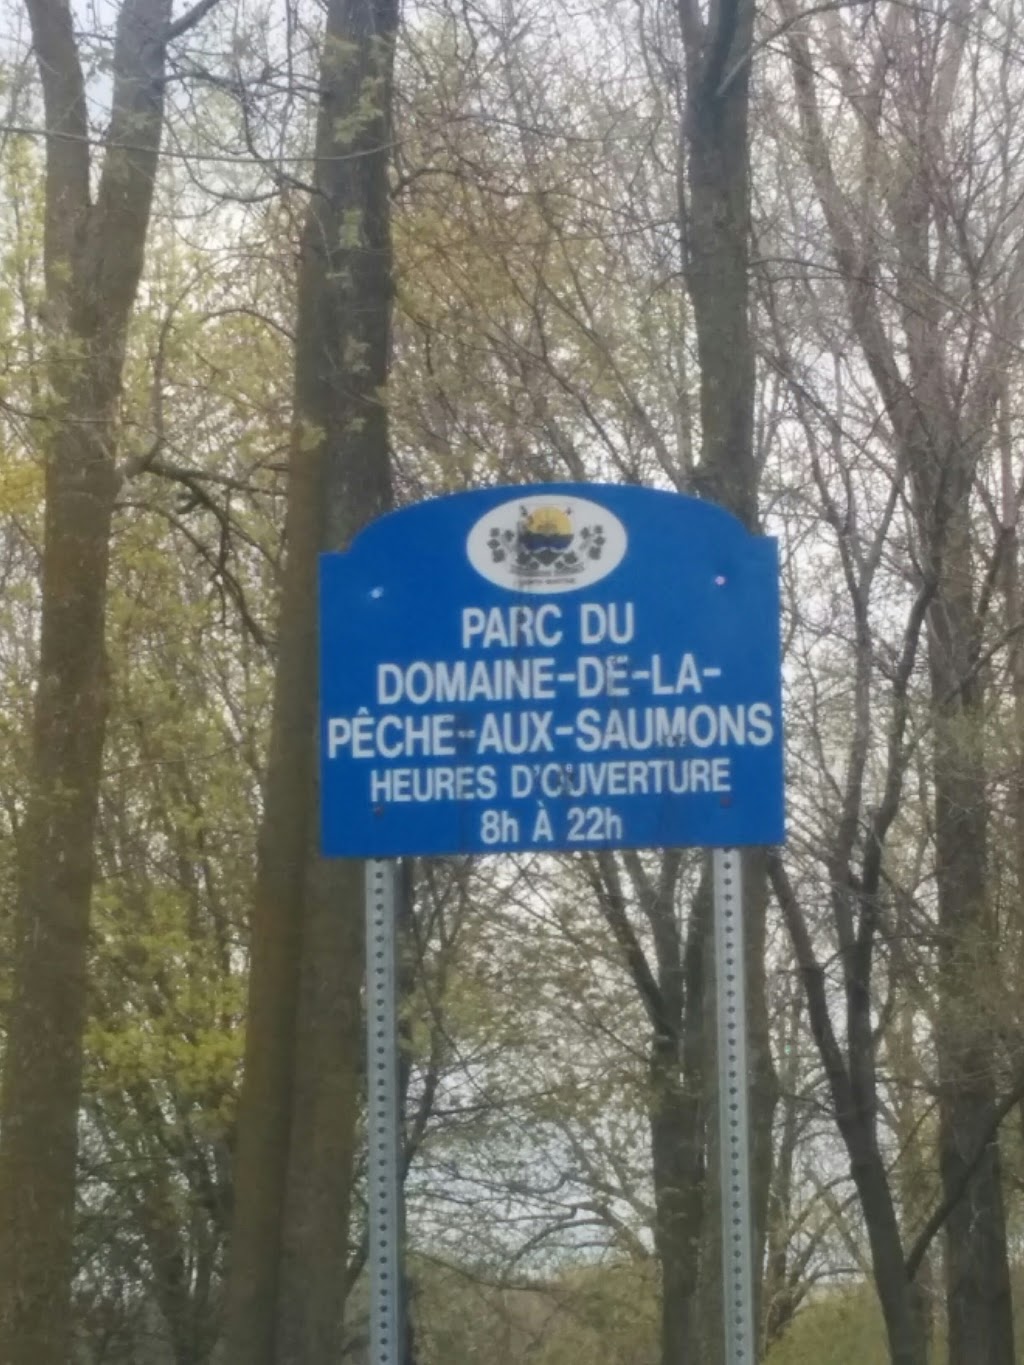 PARC DU
DOMAINE-DE-LA-
PÊCHE-AUX-SAUMONS
HEURES D'OUVERTURE
8h À 22h